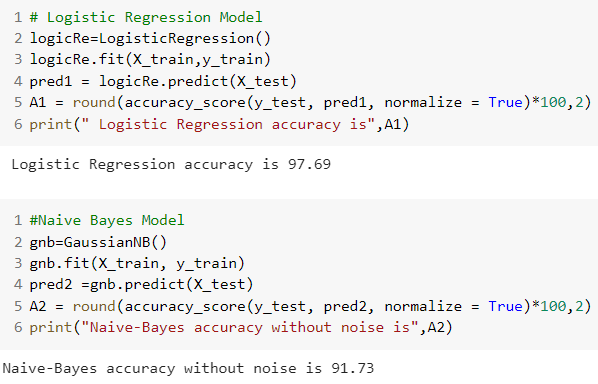 1 # Logistic Regression Model
2 logicRe=LogisticRegression()
3 logicRe.fit(X_train,y_train)
4 pred1 = logicRe.predict(X_test)
5 A1 = round(accuracy_score(y_test, pred1, normalize = True)*100,2)
6 print(" Logistic Regression accuracy is",A1)
Logistic Regression accuracy is 97.69
1 #Naive Bayes Model
2 gnb=GaussianNB()
3 gnb.fit(X_train, y_train)
4 pred2 =gnb.predict(X_test)
5 A2 = round(accuracy_score(y_test, pred2, normalize = True)*100,2)
6 print("Naive-Bayes accuracy without noise is",A2)
Naive-Bayes accuracy without noise is 91.73